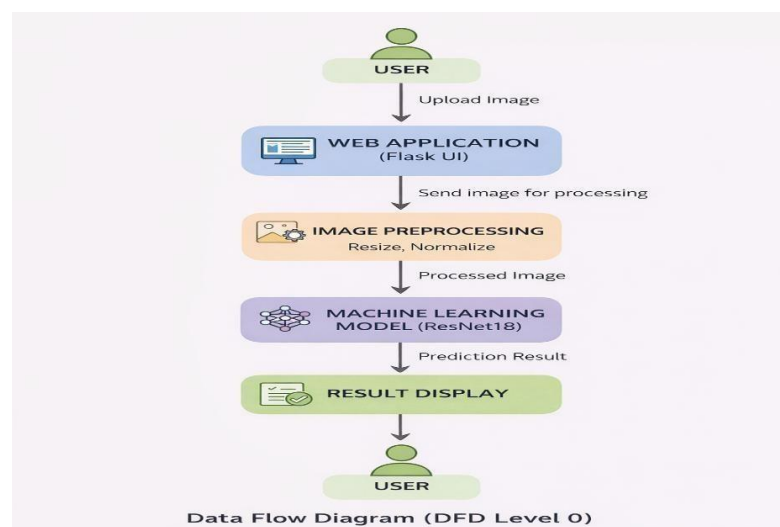 USER
Upload Image
WEB APPLICATION
(Flask UI)
Send image for processing
IMAGE PREPROCESSING
Resize, Normalize
Processed Image
MACHINE LEARNING
MODEL (ResNet18)
Prediction Result
RESULT DISPLAY
USER
Data Flow Diagram (DFD Level 0)